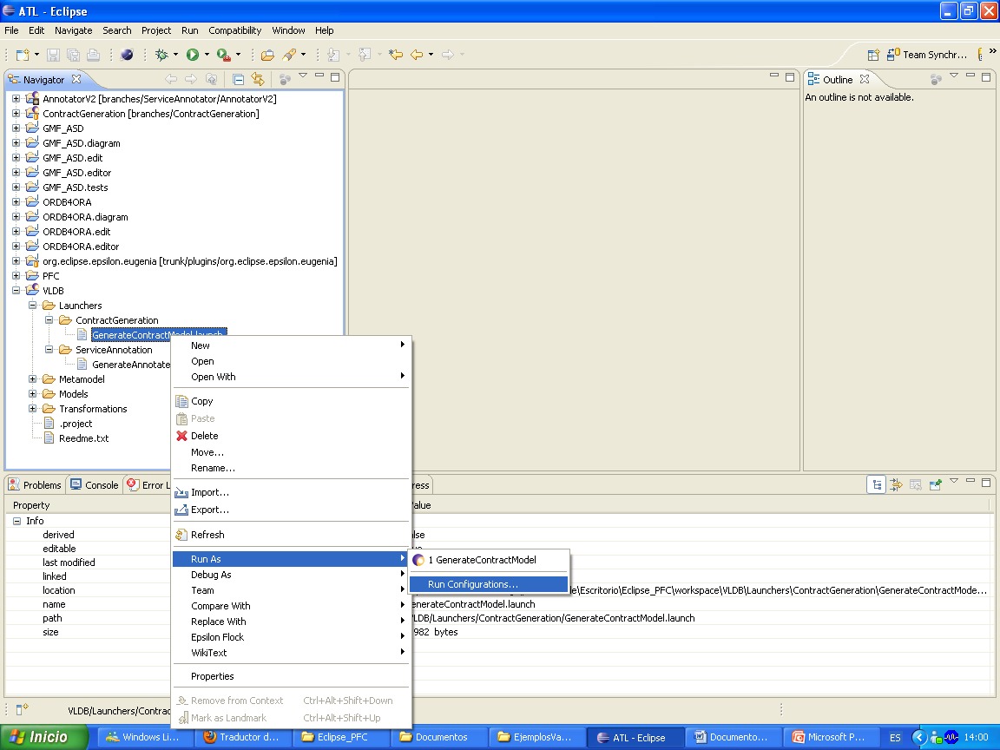 ATL - Eclipse
File Edit Navigate Search Project Run Compatibility Window Help
Team Synchr...
Navigator
Outline
An outline is not available.
AnnotatorV2 [branches/ServiceAnnotator/AnnotatorV2]
ContractGeneration [branches/ContractGeneration]
GMF_ASD
GMF_ASD.diagram
GMF_ASD.edit
GMF_ASD.editor
GMF_ASD.tests
ORDB4ORA
ORDB4ORA.diagram
ORDB4ORA.edit
ORDB4ORA.editor
org.eclipse.epsilon.eugenia [trunk/plugins/org.eclipse.epsilon.eugenia]
PFC
VLDB
Launchers
ContractGeneration
GenerateContractModel.launch
ServiceAnnotation
GenerateAnnotate
Metamodel
Models
Transformations
.project
Reedme.txt
New
Open
Open With
Copy
Paste
Delete
Move...
Rename...
Import...
Export...
Refresh
Run As
Debug As
Team
Compare With
Replace With
Epsilon Flock
WikiText
Properties
Remove from Context Ctrl+Alt+Shift+Down
Mark as Landmark Ctrl+Alt+Shift+Up
1 GenerateContractModel
Run Configurations...
Problems Console Error L ress
Property alue
Info
derived lse
editable
last modified
linked
location e\Escritorio\Eclipse_PFC\workspace\VLDB\Launchers\ContractGeneration\GenerateContractMode...
name enerateContractModel.launch
path VLDB/Launchers/ContractGeneration/GenerateContractModel.launch
size 982 bytes
VLDB/Launchers/Contrac
Inicio Windows Li... Traductor d... Eclipse_PFC Documentos EjemplosVa... ATL - Eclipse Documento... Microsoft P... ES 14:00